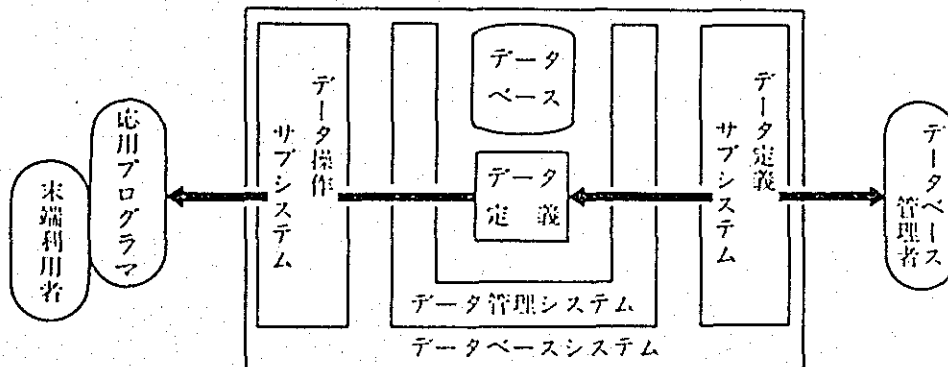 末端利用者
応用プログラマ
データ操作
サブシステム
データ
ベース
データ
定義
データ管理システム
データベースシステム
データ定義
サブシステム
データベース
管理者